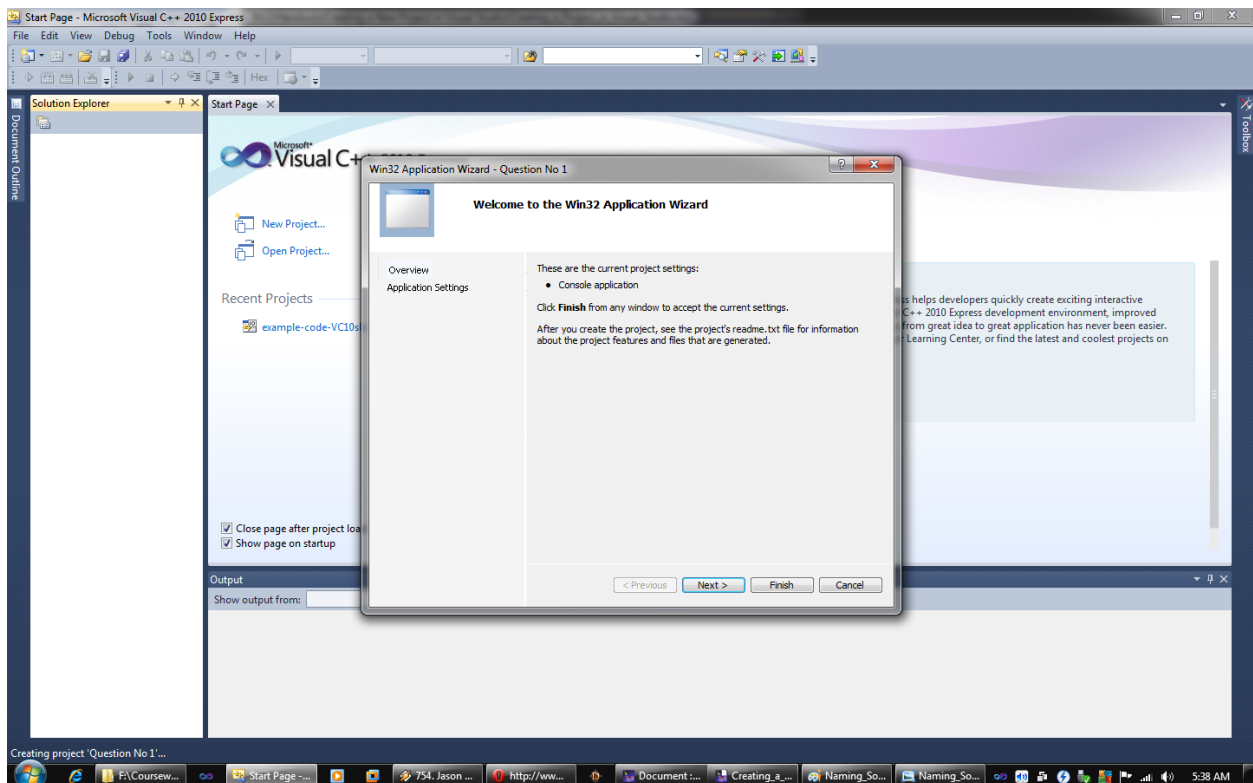 Start Page - Microsoft Visual C++ 2010 Express
File Edit View Debug Tools Window Help
Hex
Solution Explorer
Start Page
Document Outline
Toolbox
Microsoft
Visual C++
Win32 Application Wizard - Question No 1
Welcome to the Win32 Application Wizard
New Project...
Open Project...
Overview
Application Settings
These are the current project settings:
• Console application
Click Finish from any window to accept the current settings.
After you create the project, see the project's readme.txt file for information
about the project features and files that are generated.
Recent Projects
example-code-VC10s
helps developers quickly create exciting interactive
C++ 2010 Express development environment, improved
from great idea to great application has never been easier.
Learning Center, or find the latest and coolest projects on
Close page after project loa
Show page on startup
< Previous
Next >
Finish
Cancel
Output
Show output from:
Creating project 'Question No 1'...
F:\Coursew...
Start Page -...
754. Jason ...
http://ww...
Document :...
Creating_a_...
Naming_So...
Naming_So...
5:38 AM